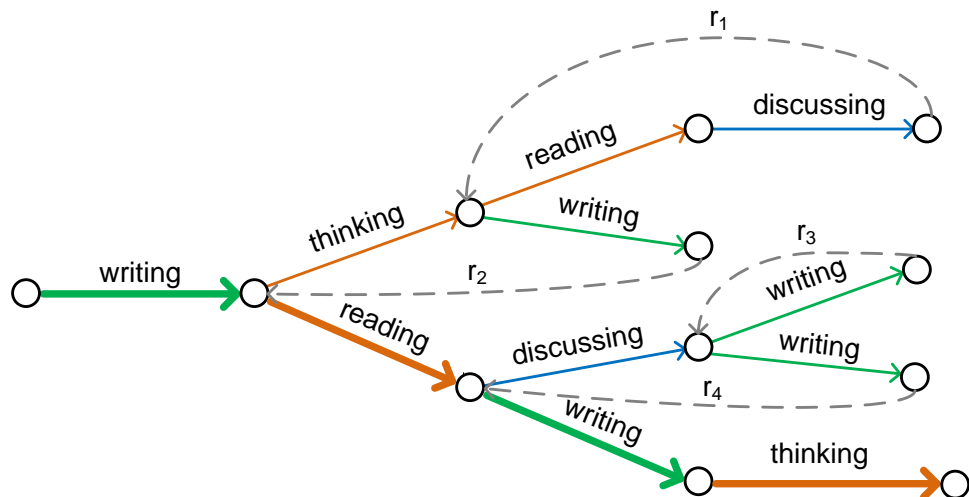 r₁
discussing
reading
writing
thinking
r₃
writing
r₂
writing
reading
discussing
writing
r₄
writing
thinking